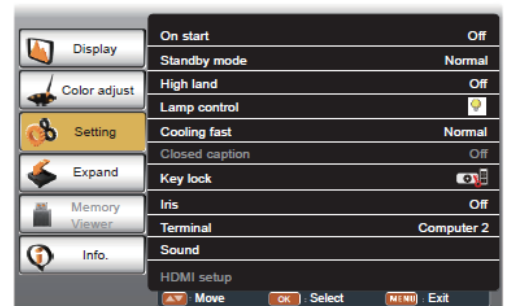 Display
Color adjust
Setting
Expand
Memory
Viewer
Info.
On start Off
Standby mode Normal
High land Off
Lamp control
Cooling fast Normal
Closed caption Off
Key lock
Iris Off
Terminal Computer 2
Sound
HDMI setup
▲▼ : Move OK : Select MENU : Exit